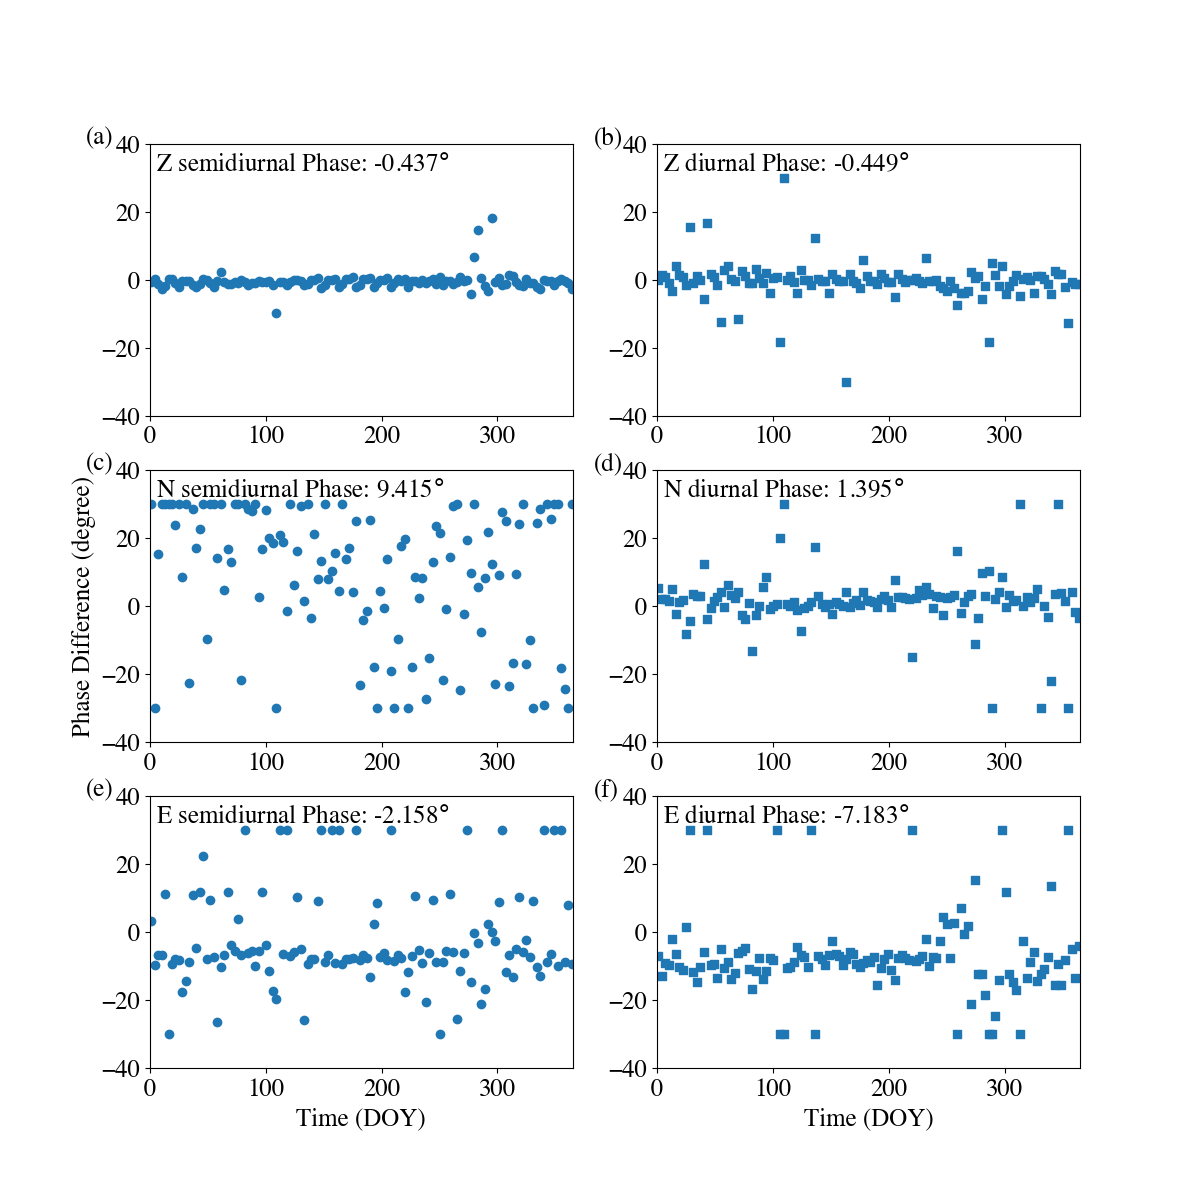 (a)
Z semidiurnal Phase: -0.437°
40
20
0
−20
−40
0 100 200 300
(b)
Z diurnal Phase: -0.449°
40
20
0
−20
−40
0 100 200 300
(c)
N semidiurnal Phase: 9.415°
40
20
0
−20
−40
0 100 200 300
Phase Difference (degree)
(d)
N diurnal Phase: 1.395°
40
20
0
−20
−40
0 100 200 300
(e)
E semidiurnal Phase: -2.158°
40
20
0
−20
−40
0 100 200 300
Time (DOY)
(f)
E diurnal Phase: -7.183°
40
20
0
−20
−40
0 100 200 300
Time (DOY)